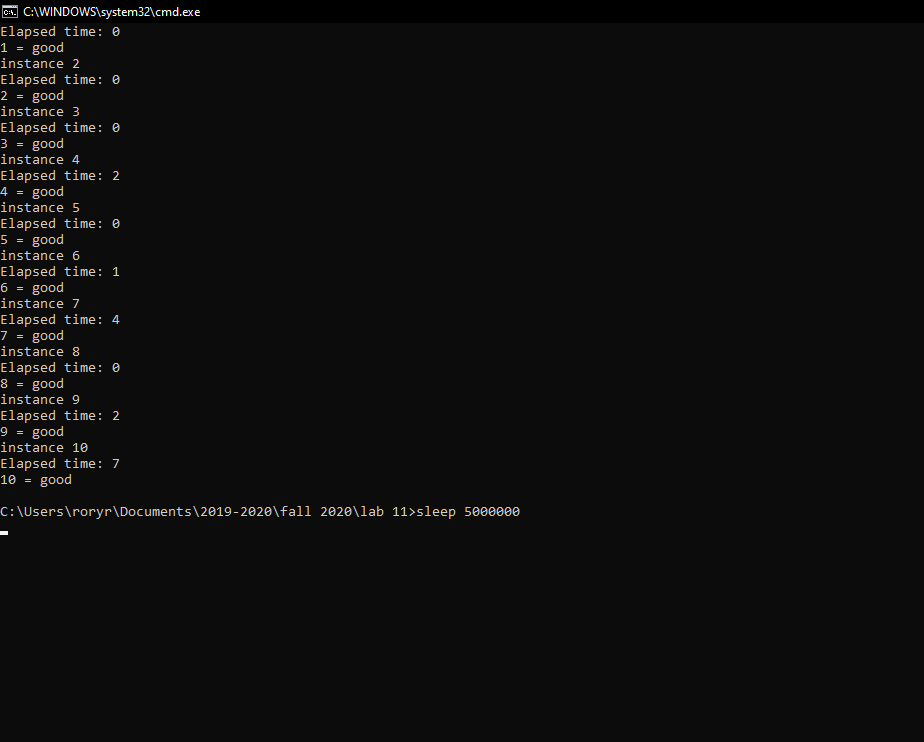 C:\WINDOWS\system32\cmd.exe
Elapsed time: 0
1 = good
instance 2
Elapsed time: 0
2 = good
instance 3
Elapsed time: 0
3 = good
instance 4
Elapsed time: 2
4 = good
instance 5
Elapsed time: 0
5 = good
instance 6
Elapsed time: 1
6 = good
instance 7
Elapsed time: 4
7 = good
instance 8
Elapsed time: 0
8 = good
instance 9
Elapsed time: 2
9 = good
instance 10
Elapsed time: 7
10 = good
C:\Users\roryr\Documents\2019-2020\fall 2020\lab 11>sleep 5000000